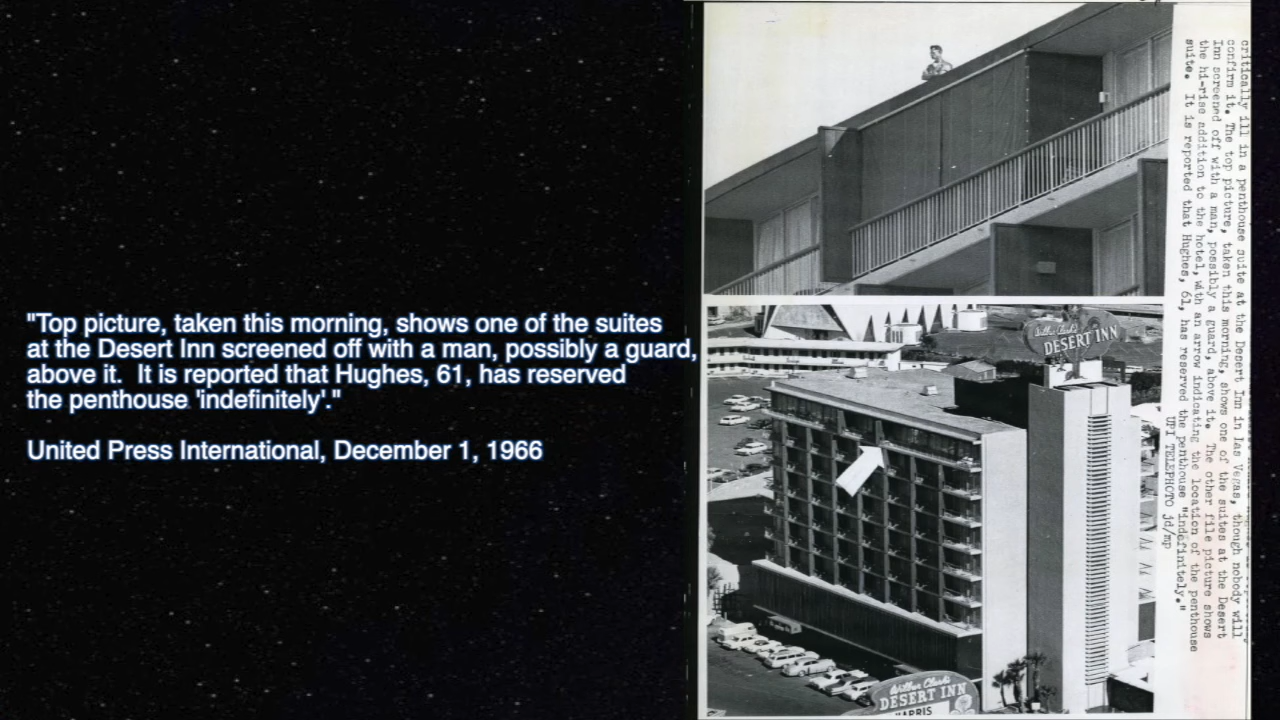 "Top picture, taken this morning, shows one of the suites
at the Desert Inn screened off with a man, possibly a guard,
above it.  It is reported that Hughes, 61, has reserved
the penthouse 'indefinitely'."
United Press International, December 1, 1966
critically ill in a penthouse suite at the Desert Inn in las Vegas, though nobody will
confirm it. The top picture, taken this morning, shows one of the suites at the Desert
Inn screened off with a man, possibly a guard, above it. The other file picture shows
the hi-rise addition to the hotel, with an arrow indicating the location of the penthouse
suite. It is reported that Hughes, 61, has reserved the penthouse "indefinitely."
UPI TELEPHOTO jd/mp
Wilbur Clark's
DESERT INN
Wilbur Clark's
DESERT INN
HARRIS